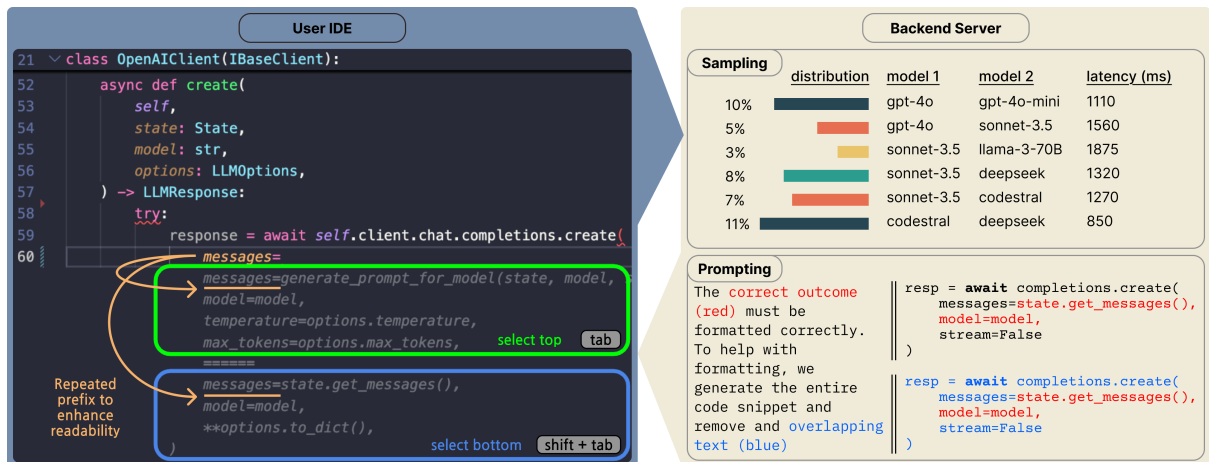 User IDE
21 class OpenAIClient(IBaseClient):
52 async def create(
53 self,
54 state: State,
55 model: str,
56 options: LLMOptions,
57 ) -> LLMResponse:
58 try:
59 response = await self.client.chat.completions.create(
60 messages=
messages=generate_prompt_for_model(state, model, s
model=model,
temperature=options.temperature,
max_tokens=options.max_tokens,
select top tab
======
messages=state.get_messages(),
model=model,
**options.to_dict(),
)
select bottom shift + tab
Repeated
prefix to
enhance
readability
Backend Server
Sampling
distribution model 1 model 2 latency (ms)
10% gpt-4o gpt-4o-mini 1110
5% gpt-4o sonnet-3.5 1560
3% sonnet-3.5 llama-3-70B 1875
8% sonnet-3.5 deepseek 1320
7% sonnet-3.5 codestral 1270
11% codestral deepseek 850
Prompting
The correct outcome
(red) must be
formatted correctly.
To help with
formatting, we
generate the entire
code snippet and
remove and overlapping
text (blue)
resp = await completions.create(
messages=state.get_messages(),
model=model,
stream=False
)
resp = await completions.create(
messages=state.get_messages(),
model=model,
stream=False
)